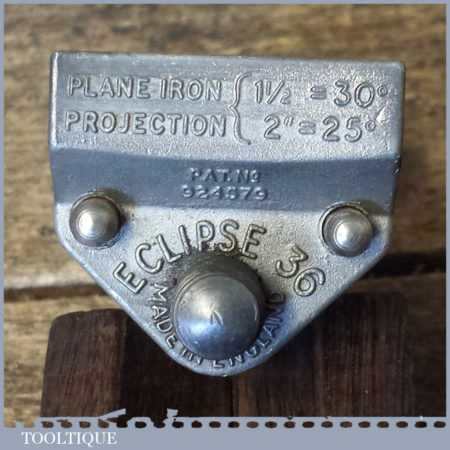 PLANE IRON { 1½ = 30°
PROJECTION { 2" = 25°
PAT. No
924579
ECLIPSE 36
MADE IN ENGLAND
TOOLTIQUE